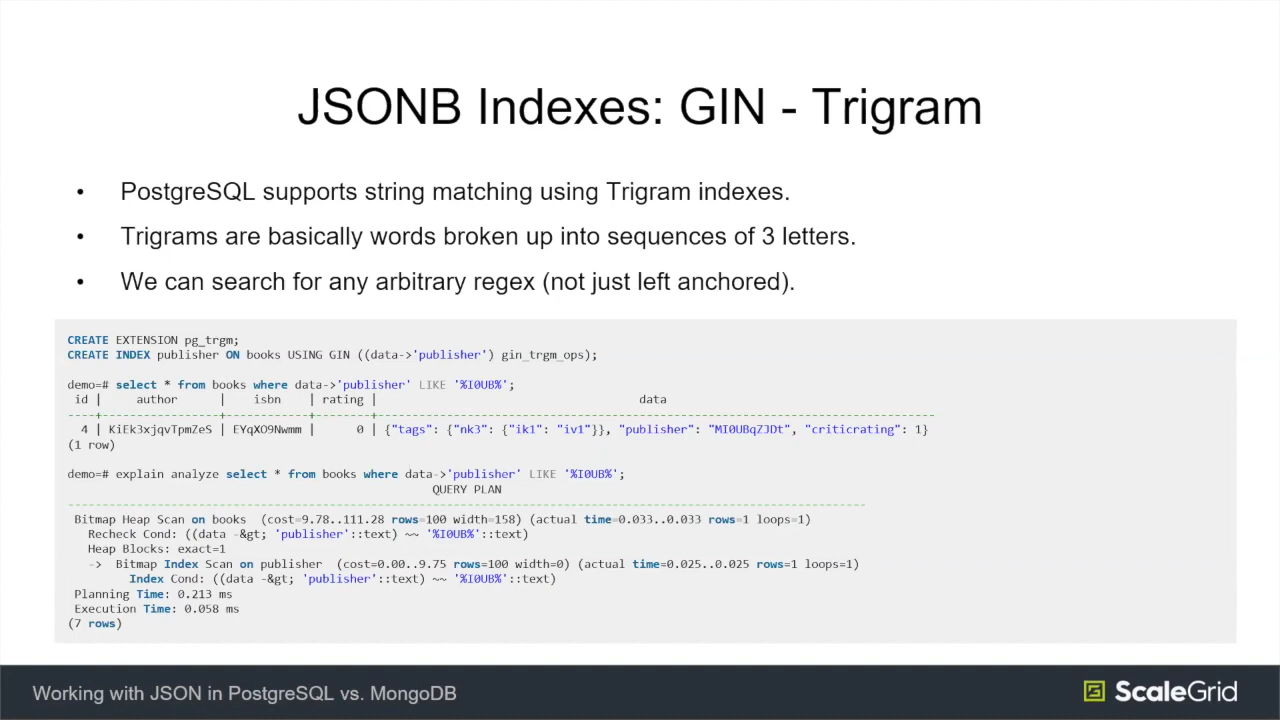 JSONB Indexes: GIN - Trigram
• PostgreSQL supports string matching using Trigram indexes.
• Trigrams are basically words broken up into sequences of 3 letters.
• We can search for any arbitrary regex (not just left anchored).
CREATE EXTENSION pg_trgm;
CREATE INDEX publisher ON books USING GIN ((data->'publisher') gin_trgm_ops);
demo=# select * from books where data->'publisher' LIKE '%I0UB%';
id | author | isbn | rating | data
----+-----------------+------------+--------+---------------------------------------------------------------------------------
4 | KiEk3xjqvTpmZeS | EYqXO9Nwmm | 0 | {"tags": {"nk3": {"ik1": "iv1"}}, "publisher": "MI0UBqZJDt", "criticrating": 1}
(1 row)
demo=# explain analyze select * from books where data->'publisher' LIKE '%I0UB%';
QUERY PLAN
--------------------------------------------------------------------------------------------------------------------
Bitmap Heap Scan on books (cost=9.78..111.28 rows=100 width=158) (actual time=0.033..0.033 rows=1 loops=1)
Recheck Cond: ((data -&gt; 'publisher'::text) ~~ '%I0UB%'::text)
Heap Blocks: exact=1
-> Bitmap Index Scan on publisher (cost=0.00..9.75 rows=100 width=0) (actual time=0.025..0.025 rows=1 loops=1)
Index Cond: ((data -&gt; 'publisher'::text) ~~ '%I0UB%'::text)
Planning Time: 0.213 ms
Execution Time: 0.058 ms
(7 rows)
Working with JSON in PostgreSQL vs. MongoDB
ScaleGrid